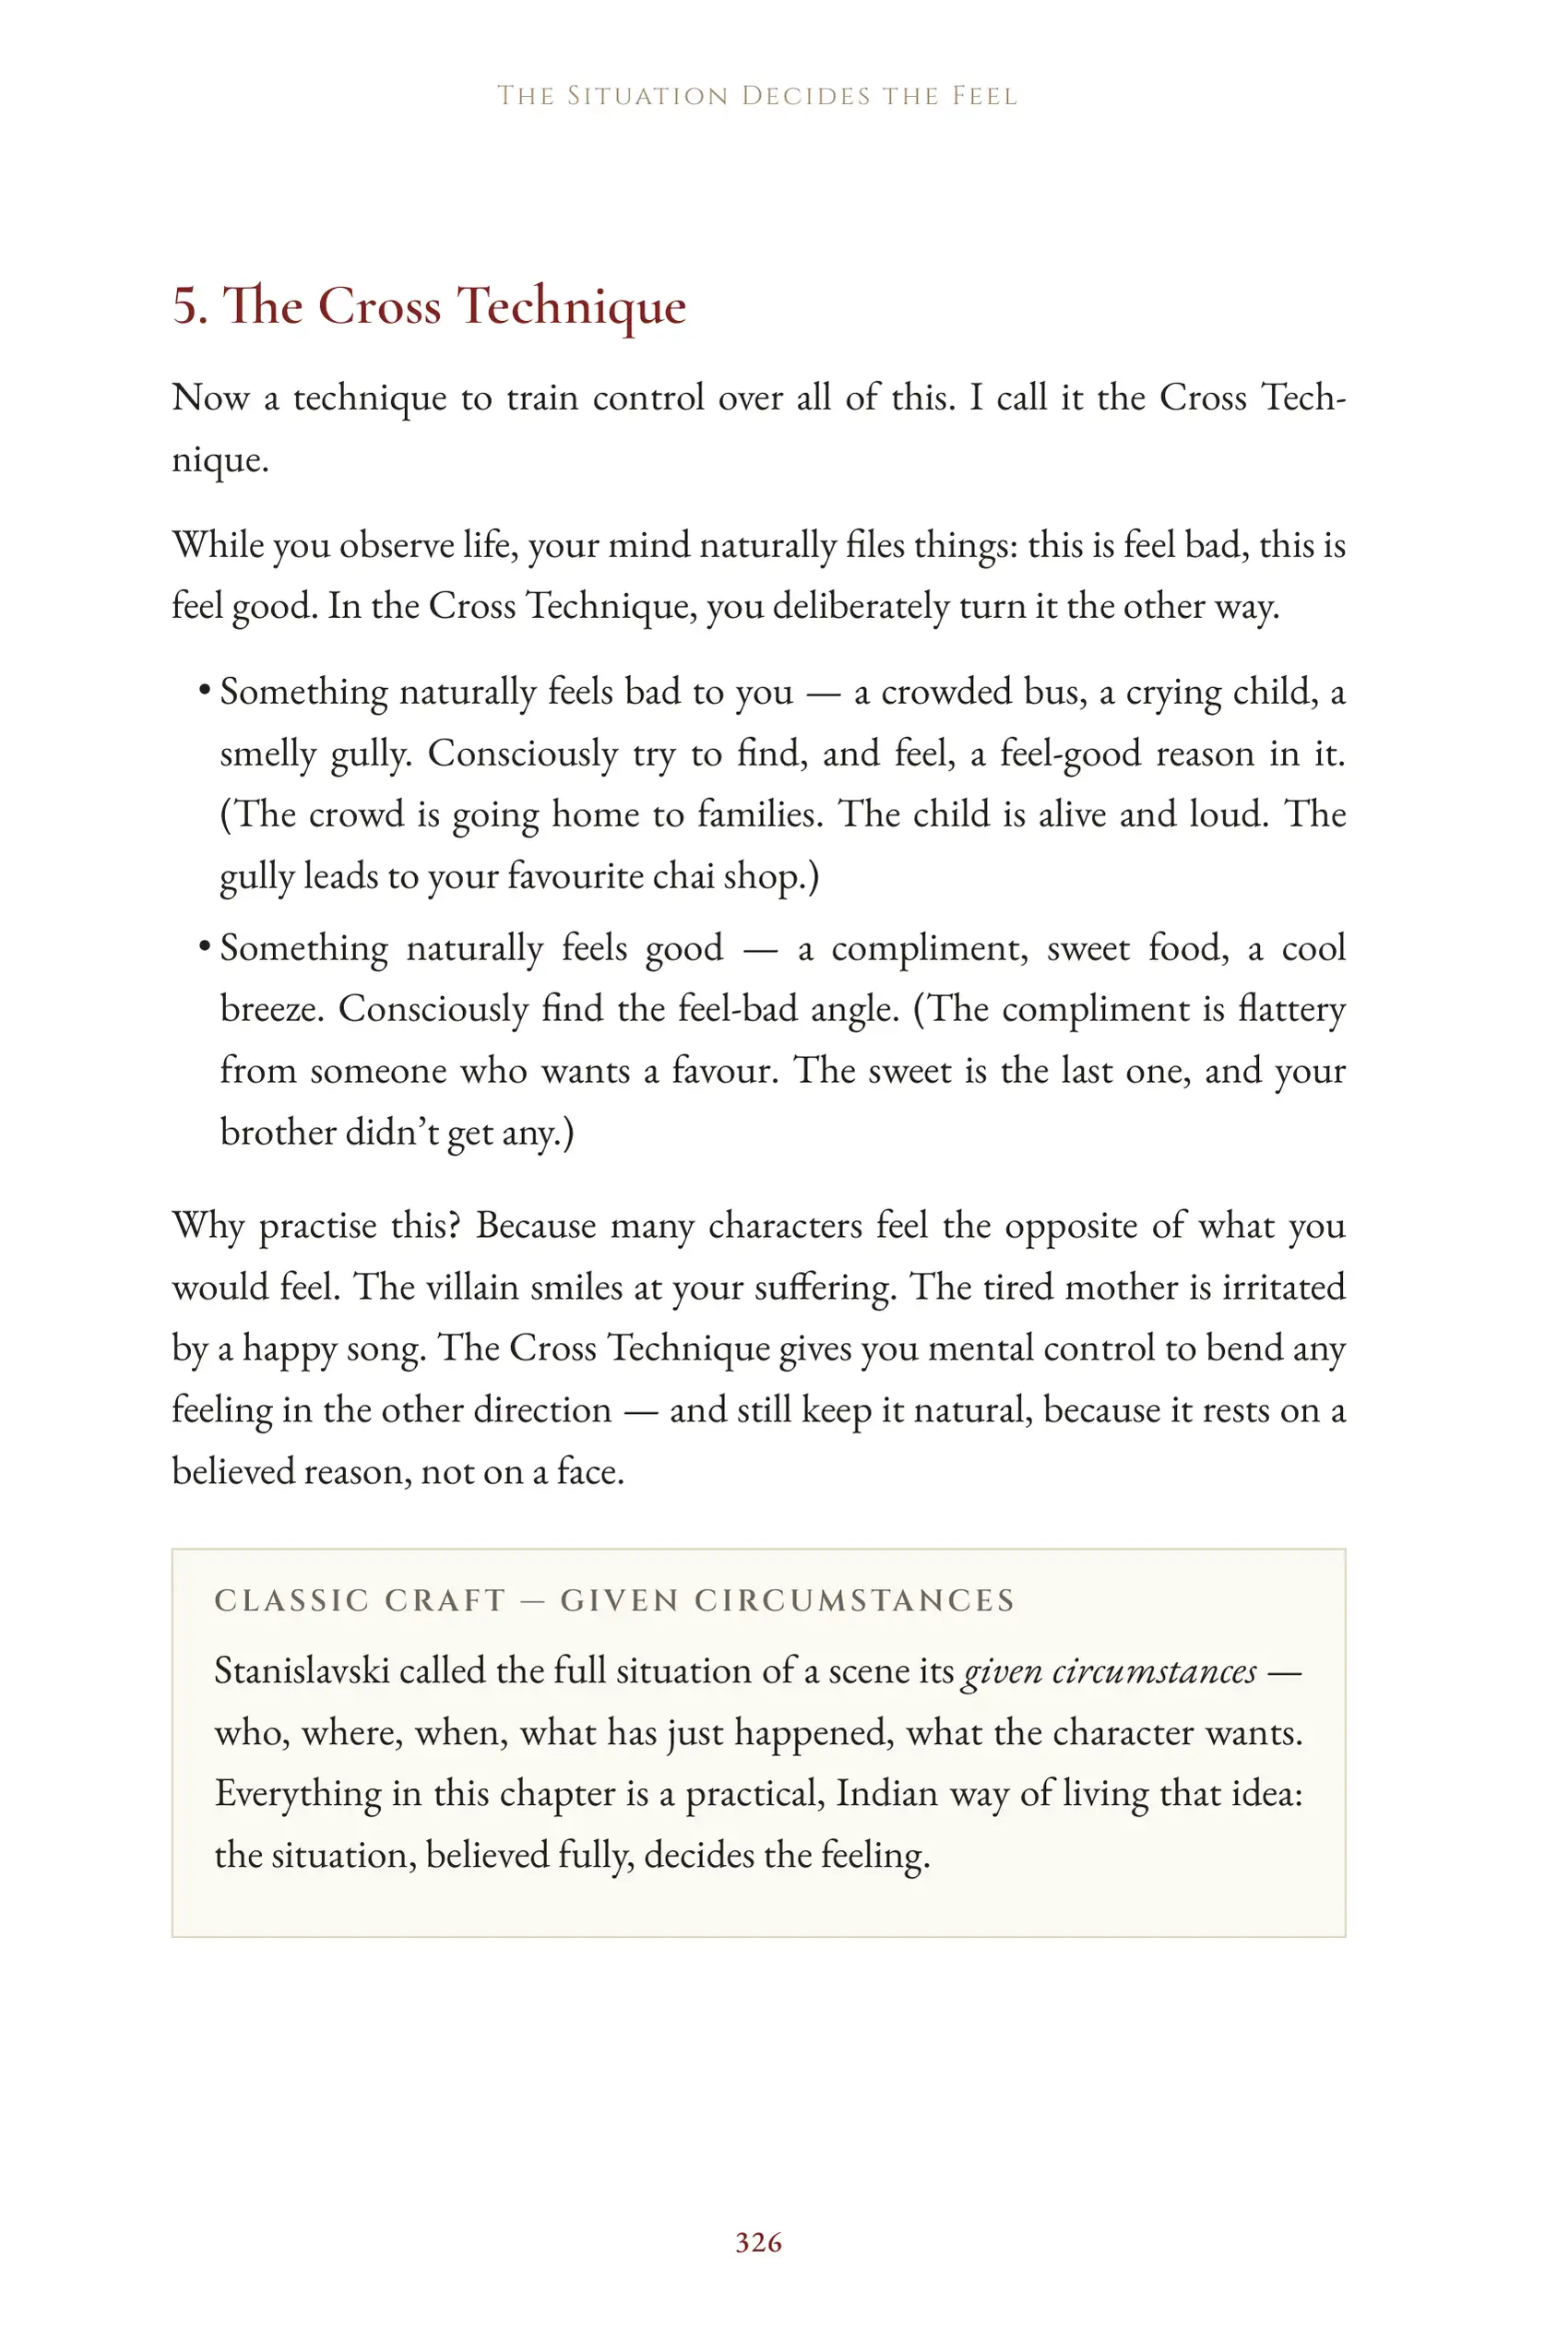 The Situation Decides the Feel
5. The Cross Technique
Now a technique to train control over all of this. I call it the Cross Tech-
nique.
While you observe life, your mind naturally files things: this is feel bad, this is
feel good. In the Cross Technique, you deliberately turn it the other way.
• Something naturally feels bad to you — a crowded bus, a crying child, a
smelly gully. Consciously try to find, and feel, a feel-good reason in it.
(The crowd is going home to families. The child is alive and loud. The
gully leads to your favourite chai shop.)
• Something naturally feels good — a compliment, sweet food, a cool
breeze. Consciously find the feel-bad angle. (The compliment is flattery
from someone who wants a favour. The sweet is the last one, and your
brother didn’t get any.)
Why practise this? Because many characters feel the opposite of what you
would feel. The villain smiles at your suffering. The tired mother is irritated
by a happy song. The Cross Technique gives you mental control to bend any
feeling in the other direction — and still keep it natural, because it rests on a
believed reason, not on a face.
CLASSIC CRAFT — GIVEN CIRCUMSTANCES
Stanislavski called the full situation of a scene its given circumstances —
who, where, when, what has just happened, what the character wants.
Everything in this chapter is a practical, Indian way of living that idea:
the situation, believed fully, decides the feeling.
326